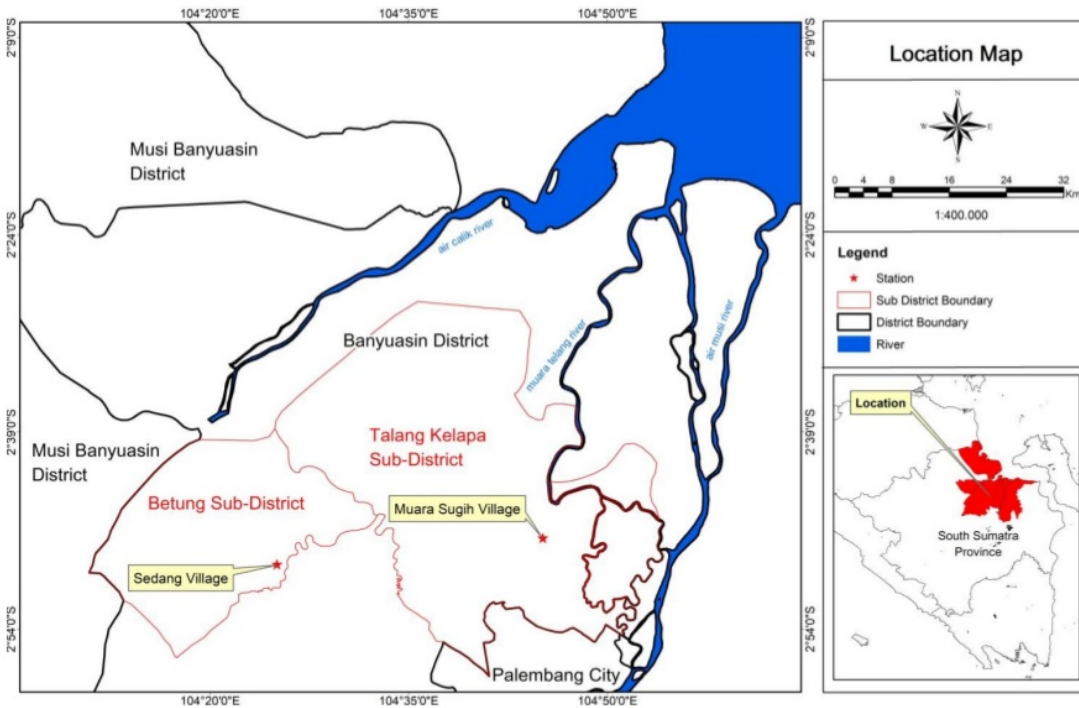 104°20'0"E
104°35'0"E
104°50'0"E
2°9'0"S
2°9'0"S
Musi Banyuasin
District
2°24'0"S
2°24'0"S
air calik river
Banyuasin District
muara lelang river
air musi river
2°39'0"S
2°39'0"S
Musi Banyuasin
District
Talang Kelapa
Sub-District
Betung Sub-District
Muara Sugih Village
Sedang Village
2°54'0"S
2°54'0"S
Palembang City
104°20'0"E
104°35'0"E
104°50'0"E
Location Map
N
W
E
S
0 4 8 16 24 32
Km
1:400.000
Legend
Station
Sub District Boundary
District Boundary
River
Location
South Sumatra
Province